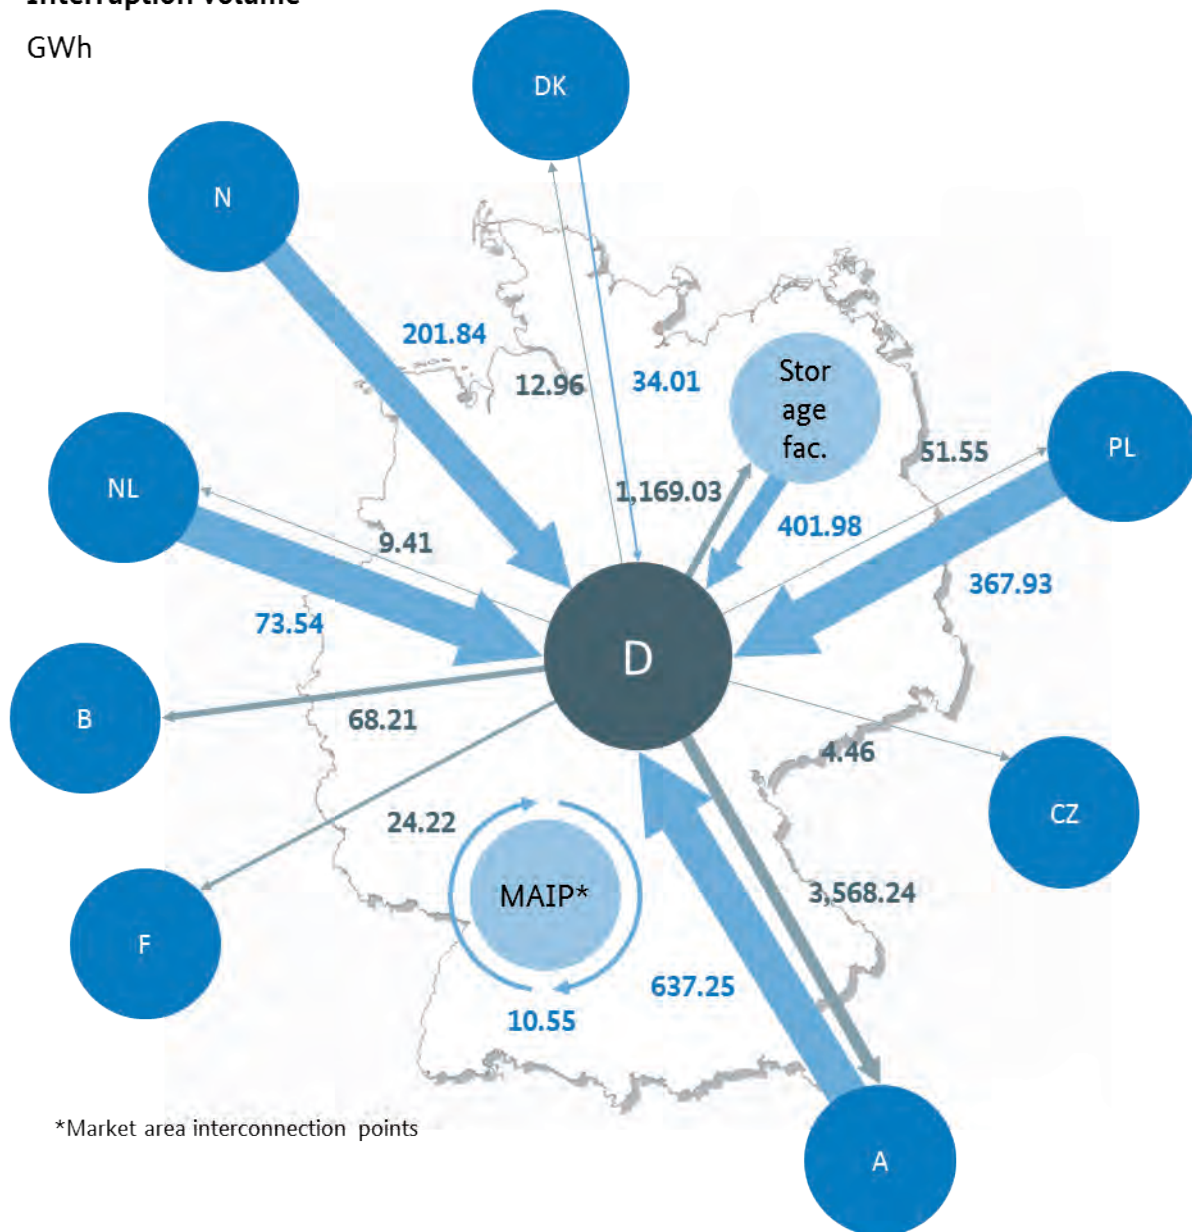 Interruption volume
GWh
DK
N
201.84
12.96
34.01
Stor
age
fac.
51.55
PL
NL
1,169.03
401.98
9.41
367.93
73.54
D
B
68.21
4.46
CZ
24.22
MAIP*
3,568.24
F
637.25
10.55
*Market area interconnection points
A